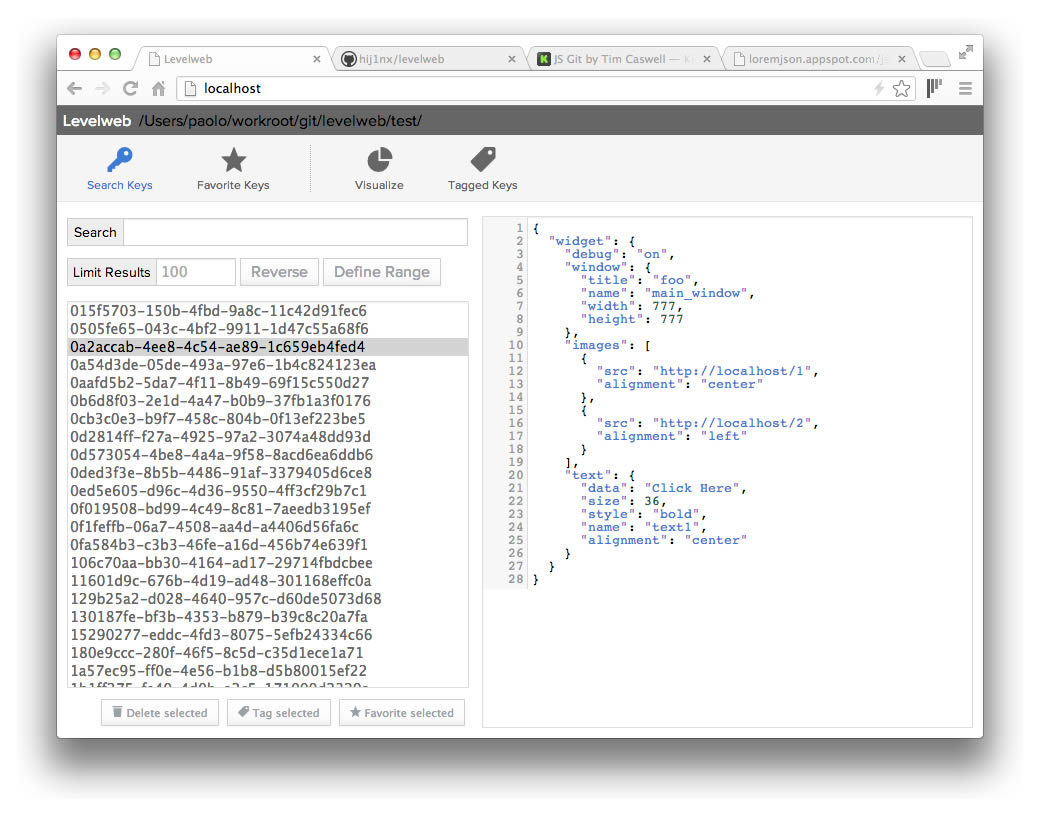 Levelweb
hij1nx/levelweb
JS Git by Tim Caswell — Ki
loremjson.appspot.com/js
localhost
Levelweb /Users/paolo/workroot/git/levelweb/test/
Search Keys
Favorite Keys
Visualize
Tagged Keys
Search
Limit Results 100 Reverse Define Range
015f5703-150b-4fbd-9a8c-11c42d91fec6
0505fe65-043c-4bf2-9911-1d47c55a68f6
0a2accab-4ee8-4c54-ae89-1c659eb4fed4
0a54d3de-05de-493a-97e6-1b4c824123ea
0aafd5b2-5da7-4f11-8b49-69f15c550d27
0b6d8f03-2e1d-4a47-b0b9-37fb1a3f0176
0cb3c0e3-b9f7-458c-804b-0f13ef223be5
0d2814ff-f27a-4925-97a2-3074a48dd93d
0d573054-4be8-4a4a-9f58-8acd6ea6ddb6
0ded3f3e-8b5b-4486-91af-3379405d6ce8
0ed5e605-d96c-4d36-9550-4ff3cf29b7c1
0f019508-bd99-4c49-8c81-7aeedb3195ef
0f1feffb-06a7-4508-aa4d-a4406d56fa6c
0fa584b3-c3b3-46fe-a16d-456b74e639f1
106c70aa-bb30-4164-ad17-29714fbdcbee
11601d9c-676b-4d19-ad48-301168effc0a
129b25a2-d028-4640-957c-d60de5073d68
130187fe-bf3b-4353-b879-b39c8c20a7fa
15290277-eddc-4fd3-8075-5efb24334c66
180e9ccc-280f-46f5-8c5d-c35d1ece1a71
1a57ec95-ff0e-4e56-b1b8-d5b80015ef22
Delete selected
Tag selected
Favorite selected
1 {
2 "widget": {
3 "debug": "on",
4 "window": {
5 "title": "foo",
6 "name": "main_window",
7 "width": 777,
8 "height": 777
9 },
10 "images": [
11 {
12 "src": "http://localhost/1",
13 "alignment": "center"
14 },
15 {
16 "src": "http://localhost/2",
17 "alignment": "left"
18 }
19 ],
20 "text": {
21 "data": "Click Here",
22 "size": 36,
23 "style": "bold",
24 "name": "text1",
25 "alignment": "center"
26 }
27 }
28 }